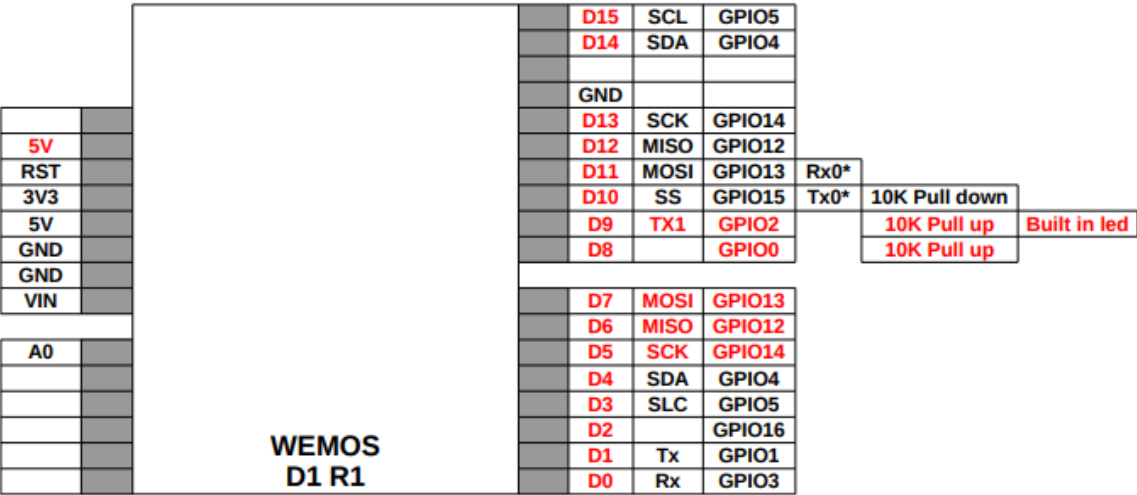 D15 SCL GPIO5
D14 SDA GPIO4
GND
D13 SCK GPIO14
5V D12 MISO GPIO12
RST D11 MOSI GPIO13 Rx0*
3V3 D10 SS GPIO15 Tx0* 10K Pull down
5V D9 TX1 GPIO2 10K Pull up Built in led
GND D8 GPIO0 10K Pull up
GND
VIN D7 MOSI GPIO13
D6 MISO GPIO12
A0 D5 SCK GPIO14
D4 SDA GPIO4
D3 SLC GPIO5
D2 GPIO16
WEMOS D1 Tx GPIO1
D1 R1 D0 Rx GPIO3